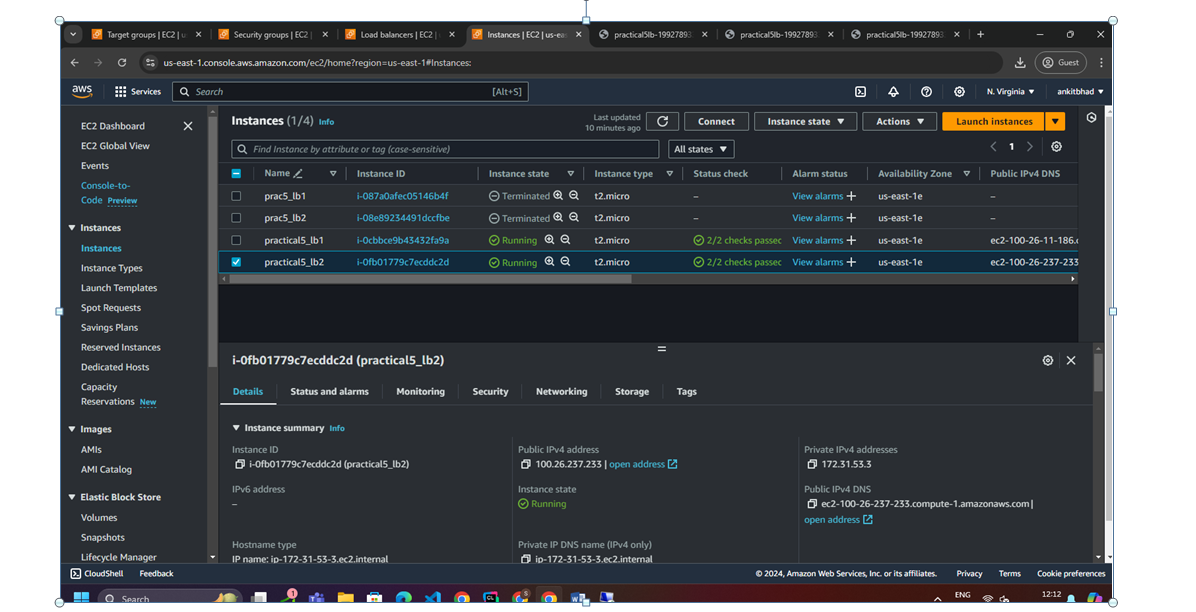 Target groups | EC2 | u
Security groups | EC2 |
Load balancers | EC2 |
Instances | EC2 | us-ea
practical5lb-19927893
practical5lb-19927893
practical5lb-19927893
us-east-1.console.aws.amazon.com/ec2/home?region=us-east-1#Instances:
Guest
aws
Services
Search
[Alt+S]
N. Virginia
ankitbhad
EC2 Dashboard
EC2 Global View
Events
Console-to-
Code Preview
Instances
Instances
Instance Types
Launch Templates
Spot Requests
Savings Plans
Reserved Instances
Dedicated Hosts
Capacity
Reservations New
Images
AMIs
AMI Catalog
Elastic Block Store
Volumes
Snapshots
Lifecycle Manager
Instances (1/4) Info
Last updated
10 minutes ago
Connect
Instance state
Actions
Launch instances
Find Instance by attribute or tag (case-sensitive)
All states
1
Name Instance ID Instance state Instance type Status check Alarm status Availability Zone Public IPv4 DNS
prac5_lb1 i-087a0afec05146b4f Terminated t2.micro – View alarms + us-east-1e –
prac5_lb2 i-08e89234491dccfbe Terminated t2.micro – View alarms + us-east-1e –
practical5_lb1 i-0cbbce9b43432fa9a Running t2.micro 2/2 checks passec View alarms + us-east-1e ec2-100-26-11-186.c
practical5_lb2 i-0fb01779c7ecddc2d Running t2.micro 2/2 checks passec View alarms + us-east-1e ec2-100-26-237-233
i-0fb01779c7ecddc2d (practical5_lb2)
Details Status and alarms Monitoring Security Networking Storage Tags
Instance summary Info
Instance ID
i-0fb01779c7ecddc2d (practical5_lb2)
Public IPv4 address
100.26.237.233 | open address
Private IPv4 addresses
172.31.53.3
IPv6 address
–
Instance state
Running
Public IPv4 DNS
ec2-100-26-237-233.compute-1.amazonaws.com |
open address
Hostname type
IP name: ip-172-31-53-3.ec2.internal
Private IP DNS name (IPv4 only)
ip-172-31-53-3.ec2.internal
CloudShell Feedback
© 2024, Amazon Web Services, Inc. or its affiliates. Privacy Terms Cookie preferences
Search
1
ENG
12:12